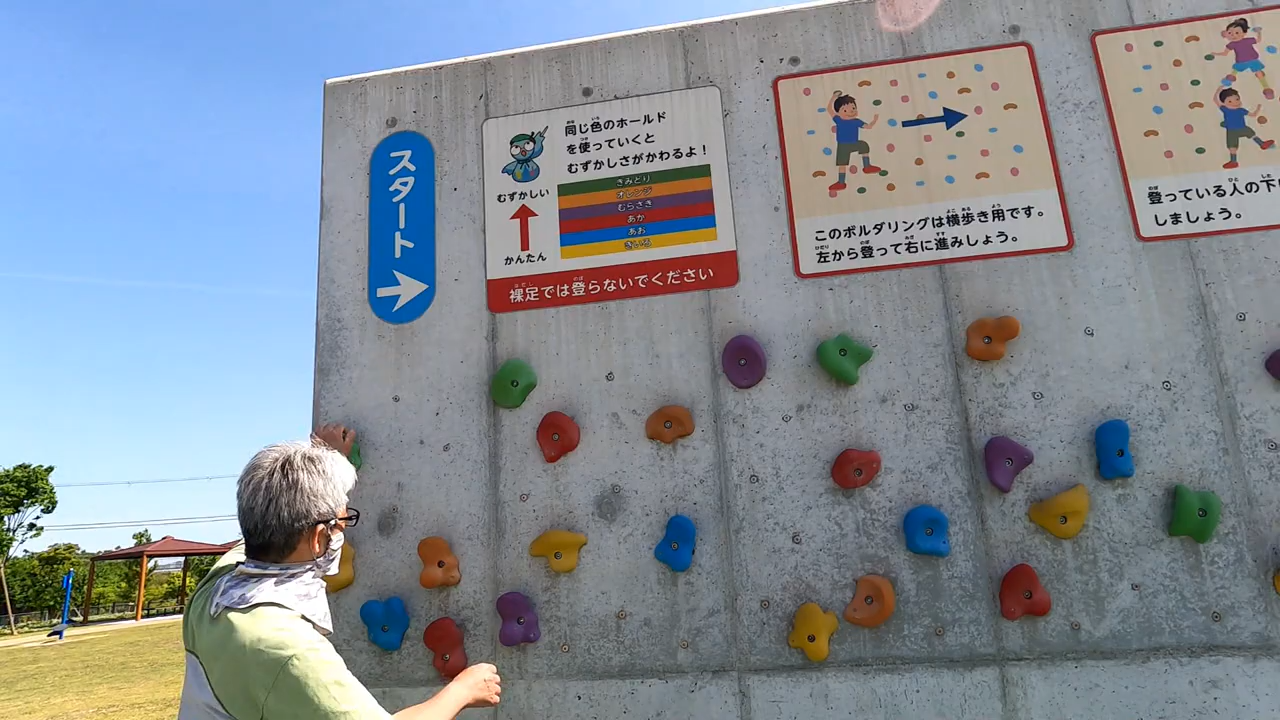 スタート
同じ色のホールド
を使っていくと
むずかしさがかわるよ！
むずかしい
かんたん
きみどり
オレンジ
むらさき
あか
あお
きいろ
裸足では登らないでください
このボルダリングは横歩き用です。
左から登って右に進みしょう。
登っている人の下
しましょう。